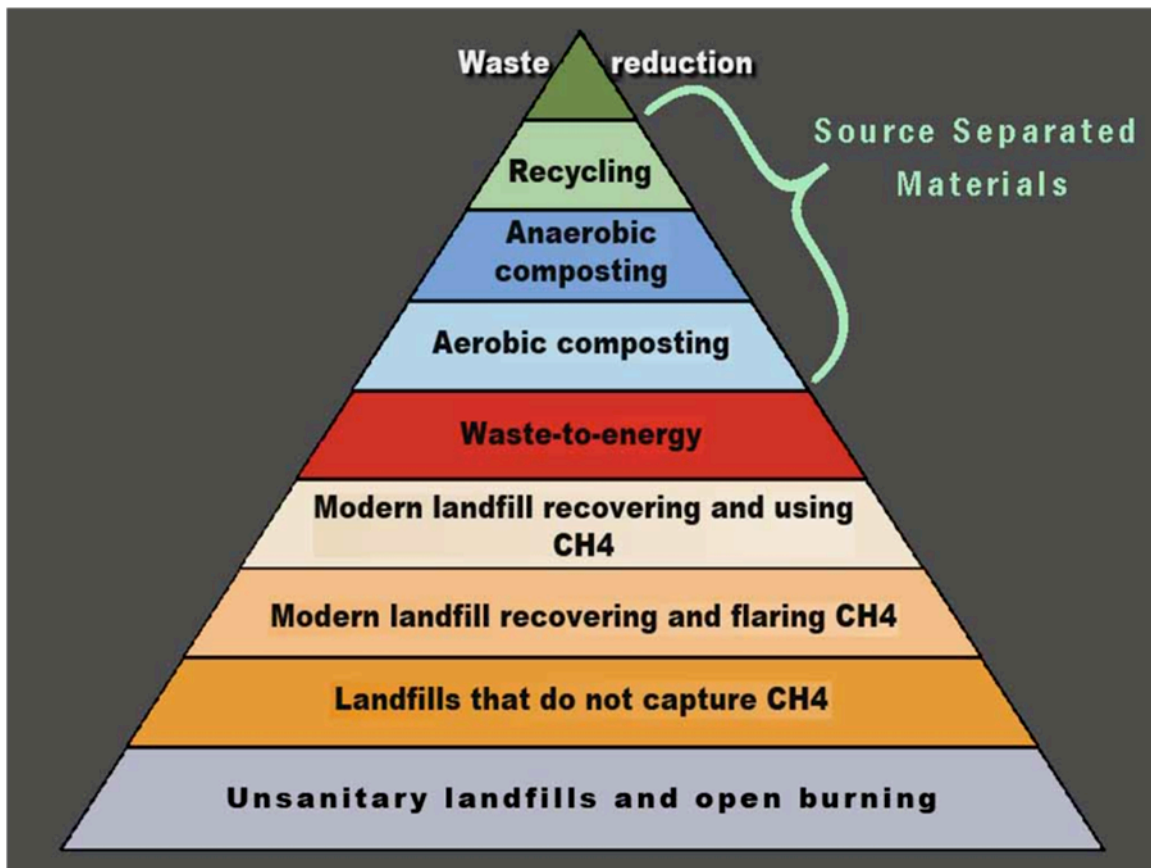 Waste reduction
Source Separated
Materials
Recycling
Anaerobic
composting
Aerobic composting
Waste-to-energy
Modern landfill recovering and using
CH4
Modern landfill recovering and flaring CH4
Landfills that do not capture CH4
Unsanitary landfills and open burning